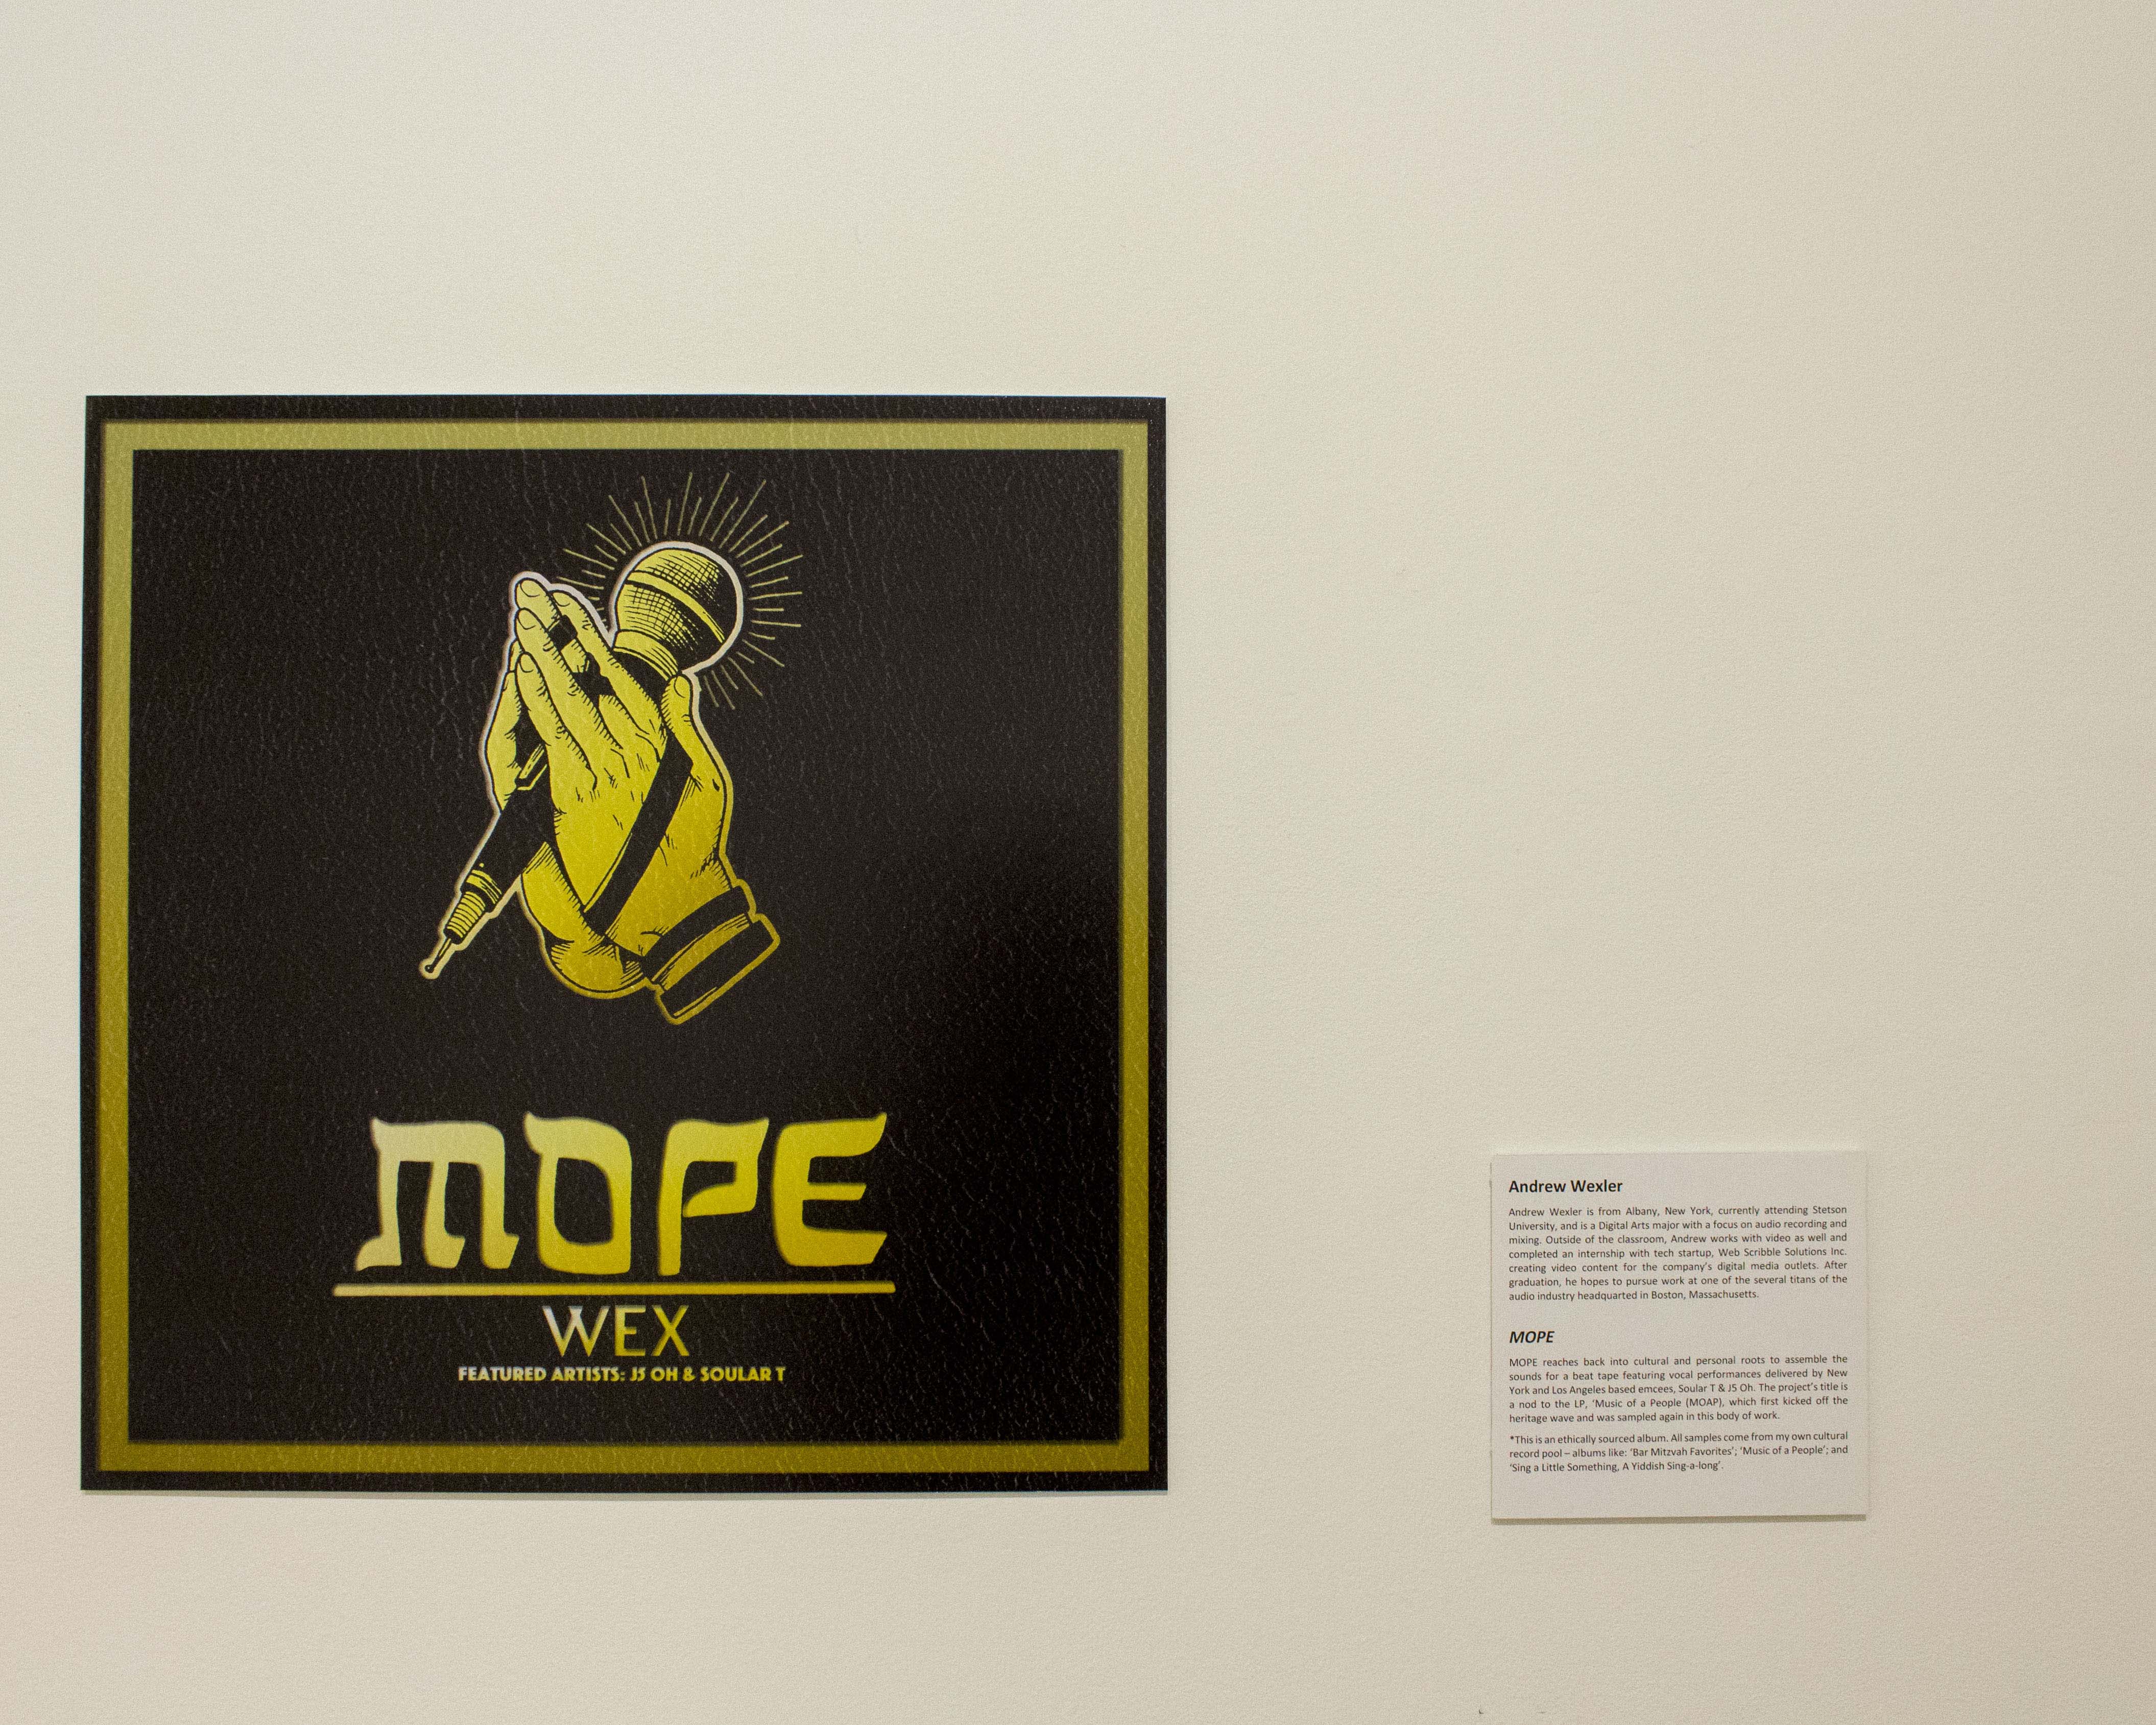 MOPE
WEX
FEATURED ARTISTS: J5 OH & SOULAR T
Andrew Wexler
Andrew Wexler is from Albany, New York, currently attending Stetson
University, and is a Digital Arts major with a focus on audio recording and
mixing. Outside of the classroom, Andrew works with video as well and
completed an internship with tech startup, Web Scribble Solutions Inc.
creating video content for the company's digital media outlets. After
graduation, he hopes to pursue work at one of the several titans of the
audio industry headquarted in Boston, Massachusetts.
MOPE
MOPE reaches back into cultural and personal roots to assemble the
sounds for a beat tape featuring vocal performances delivered by New
York and Los Angeles based emcees, Soular T & J5 Oh. The project's title is
a nod to the LP, 'Music of a People (MOAP), which first kicked off the
heritage wave and was sampled again in this body of work.
*This is an ethically sourced album. All samples come from my own cultural
record pool – albums like: 'Bar Mitzvah Favorites'; 'Music of a People'; and
'Sing a Little Something, A Yiddish Sing-a-long'.